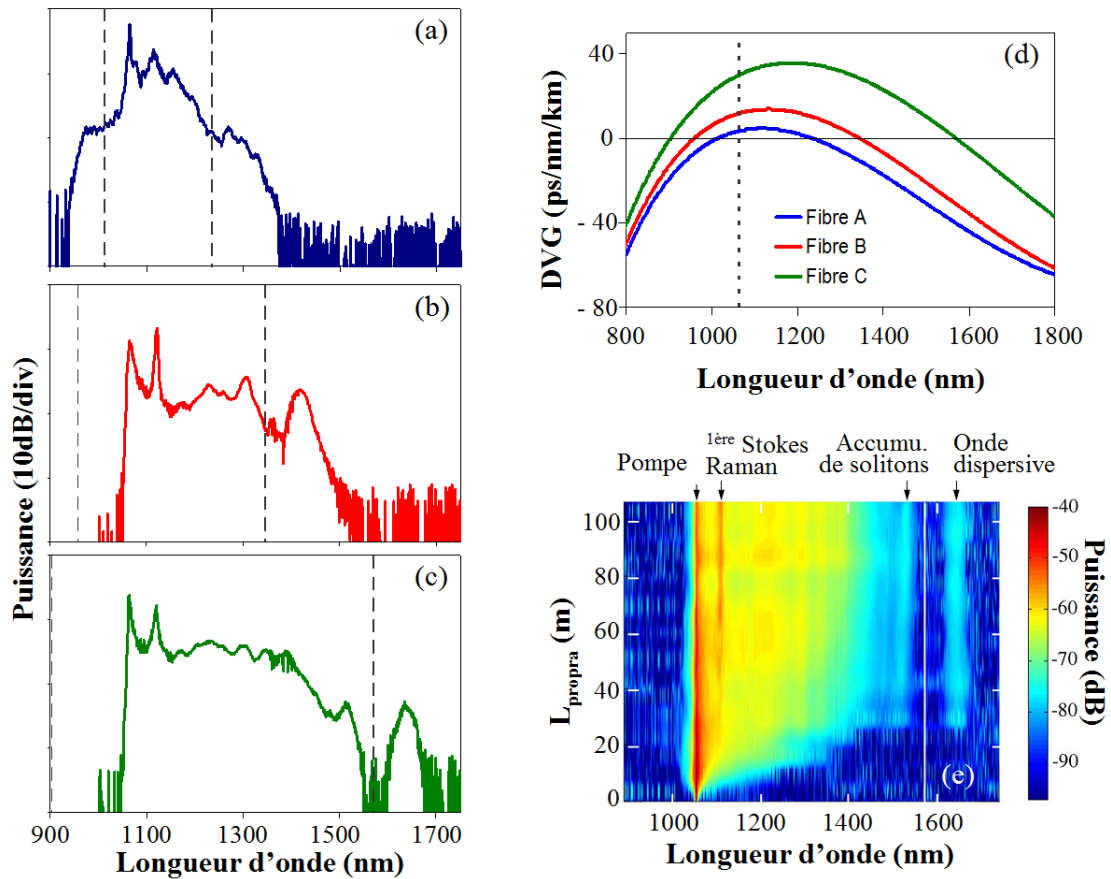 (a)
(b)
(c)
Puissance (10dB/div)
900 1100 1300 1500 1700
Longueur d'onde (nm)
(d)
40
0
- 40
- 80
DVG (ps/nm/km)
Fibre A
Fibre B
Fibre C
800 1000 1200 1400 1600 1800
Longueur d'onde (nm)
Pompe
1ère Stokes
Raman
Accumu.
de solitons
Onde
dispersive
100
80
60
40
20
0
L propra (m)
(e)
1000 1200 1400 1600
Longueur d'onde (nm)
-40
-50
-60
-70
-80
-90
Puissance (dB)